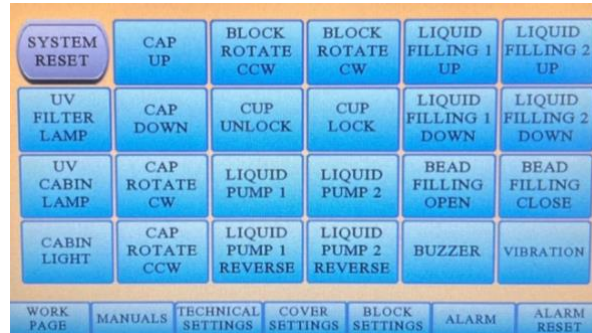 SYSTEM
RESET
CAP
UP
BLOCK
ROTATE
CCW
BLOCK
ROTATE
CW
LIQUID
FILLING 1
UP
LIQUID
FILLING 2
UP
UV
FILTER
LAMP
CAP
DOWN
CUP
UNLOCK
CUP
LOCK
LIQUID
FILLING 1
DOWN
LIQUID
FILLING 2
DOWN
UV
CABIN
LAMP
CAP
ROTATE
CW
LIQUID
PUMP 1
LIQUID
PUMP 2
BEAD
FILLING
OPEN
BEAD
FILLING
CLOSE
CABIN
LIGHT
CAP
ROTATE
CCW
LIQUID
PUMP 1
REVERSE
LIQUID
PUMP 2
REVERSE
BUZZER
VIBRATION
WORK
PAGE
MANUALS
TECHNICAL
SETTINGS
COVER
SETTINGS
BLOCK
SETTINGS
ALARM
ALARM
RESET